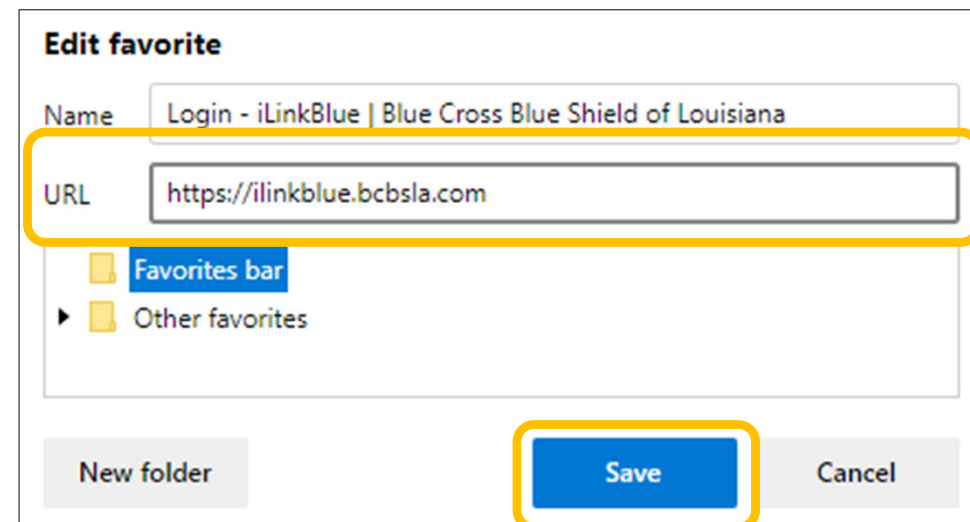 Edit favorite
Name Login - iLinkBlue | Blue Cross Blue Shield of Louisiana
URL https://ilinkblue.bcbsla.com
Favorites bar
Other favorites
New folder Save Cancel